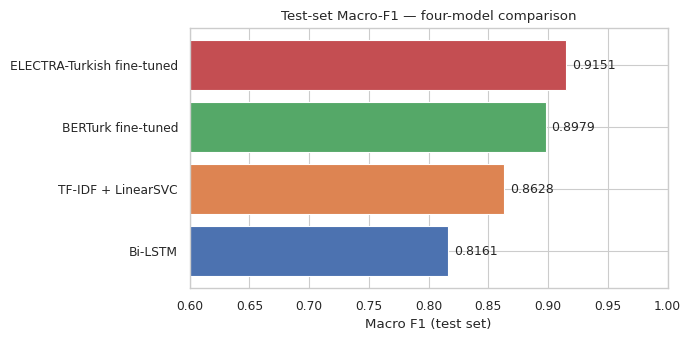 Test-set Macro-F1 — four-model comparison
ELECTRA-Turkish fine-tuned
0.9151
BERTurk fine-tuned
0.8979
TF-IDF + LinearSVC
0.8628
Bi-LSTM
0.8161
0.60 0.65 0.70 0.75 0.80 0.85 0.90 0.95 1.00
Macro F1 (test set)